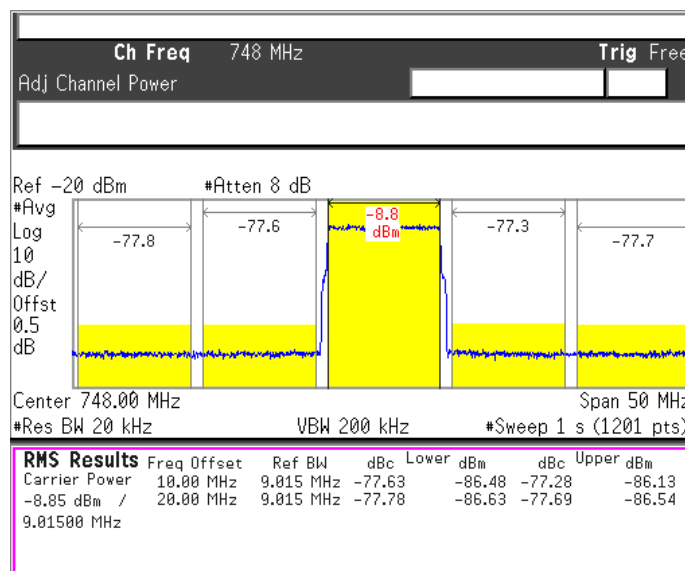 Ch Freq 748 MHz Trig Free
Adj Channel Power
Ref -20 dBm #Atten 8 dB
#Avg
Log
10
dB/
Offst
0.5
dB
-77.8 -77.6 -8.8 dBm -77.3 -77.7
Center 748.00 MHz Span 50 MHz
#Res BW 20 kHz VBW 200 kHz #Sweep 1 s (1201 pts)
RMS Results Freq Offset Ref BW dBc Lower dBm dBc Upper dBm
Carrier Power 10.00 MHz 9.015 MHz -77.63 -86.48 -77.28 -86.13
-8.85 dBm / 20.00 MHz 9.015 MHz -77.78 -86.63 -77.69 -86.54
9.01500 MHz